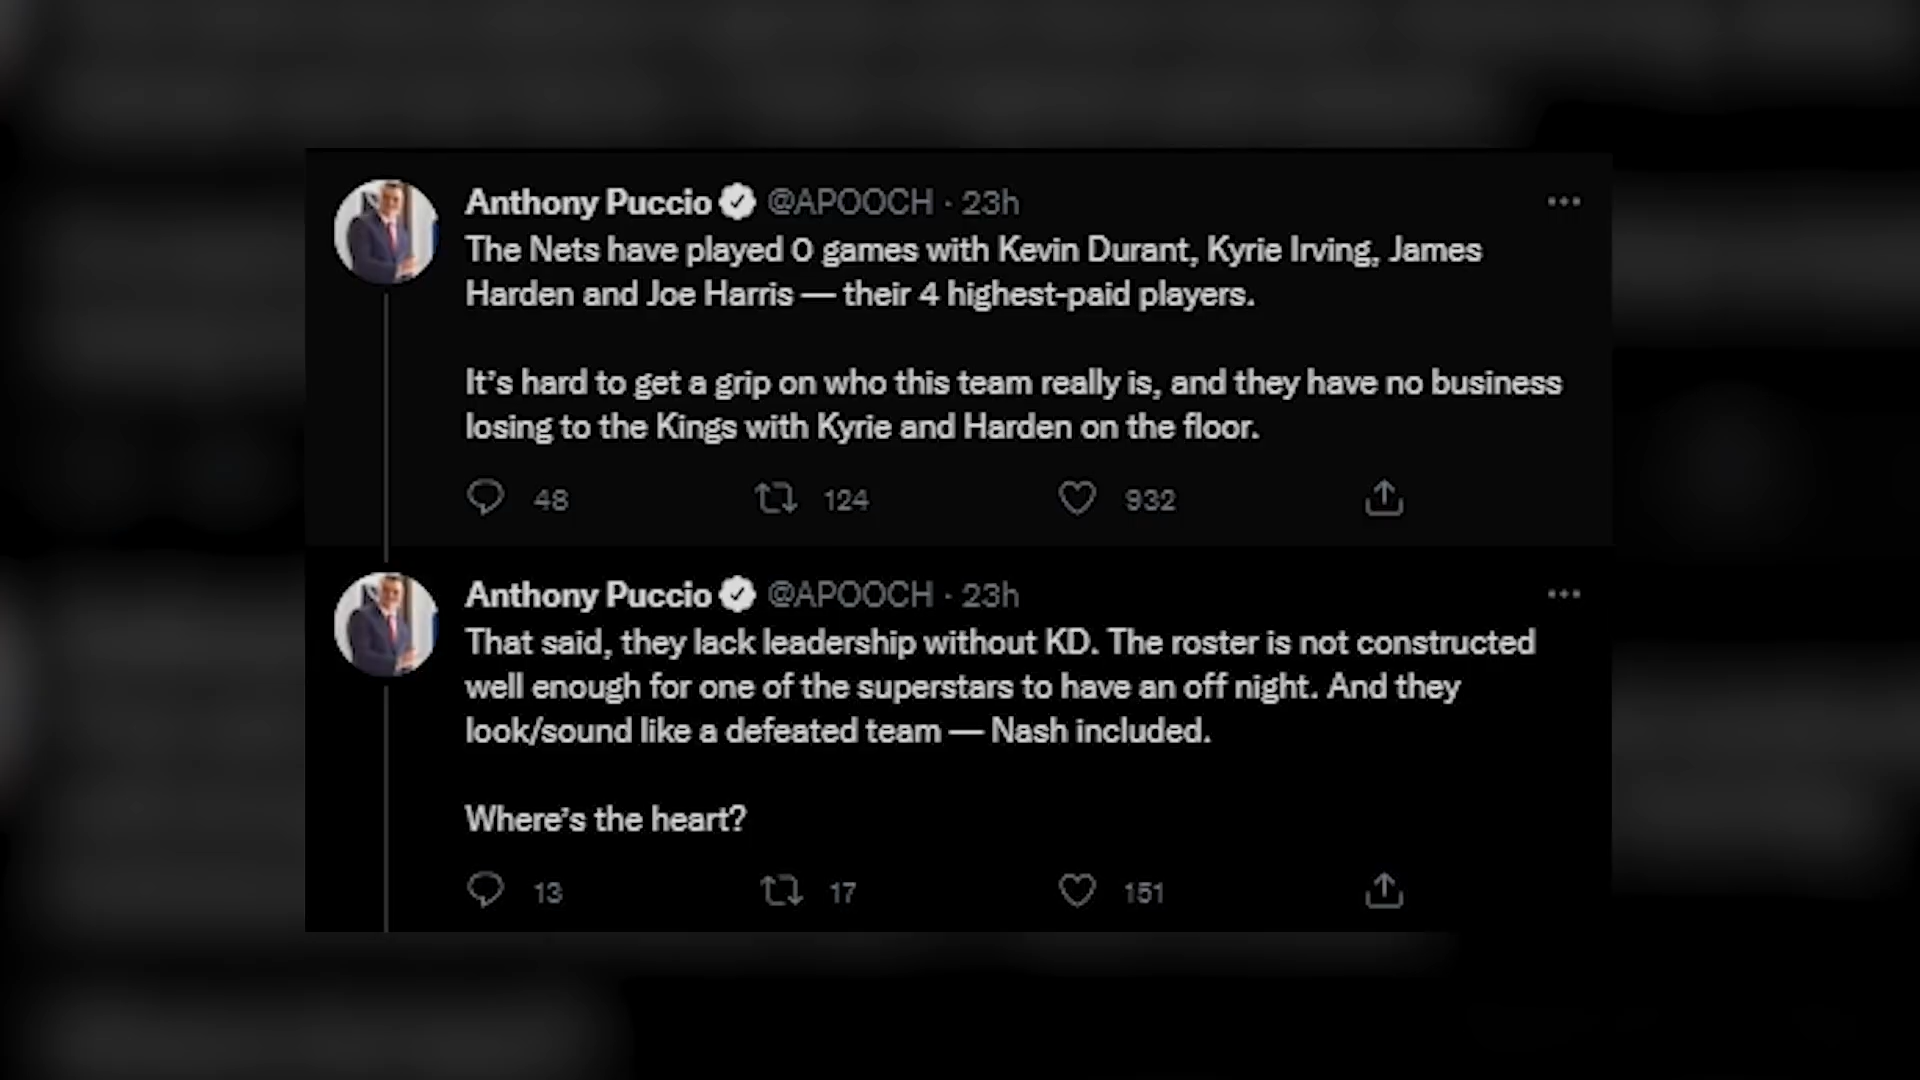 Anthony Puccio @APOOCH · 23h
The Nets have played 0 games with Kevin Durant, Kyrie Irving, James
Harden and Joe Harris — their 4 highest-paid players.
It's hard to get a grip on who this team really is, and they have no business
losing to the Kings with Kyrie and Harden on the floor.
48 124 932
Anthony Puccio @APOOCH · 23h
That said, they lack leadership without KD. The roster is not constructed
well enough for one of the superstars to have an off night. And they
look/sound like a defeated team — Nash included.
Where's the heart?
13 17 151